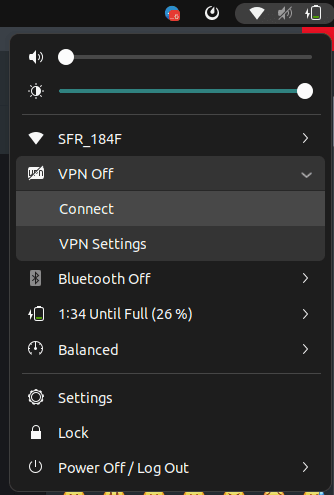 SFR_184F
VPN
VPN Off
Connect
VPN Settings
Bluetooth Off
1:34 Until Full (26 %)
Balanced
Settings
Lock
Power Off / Log Out